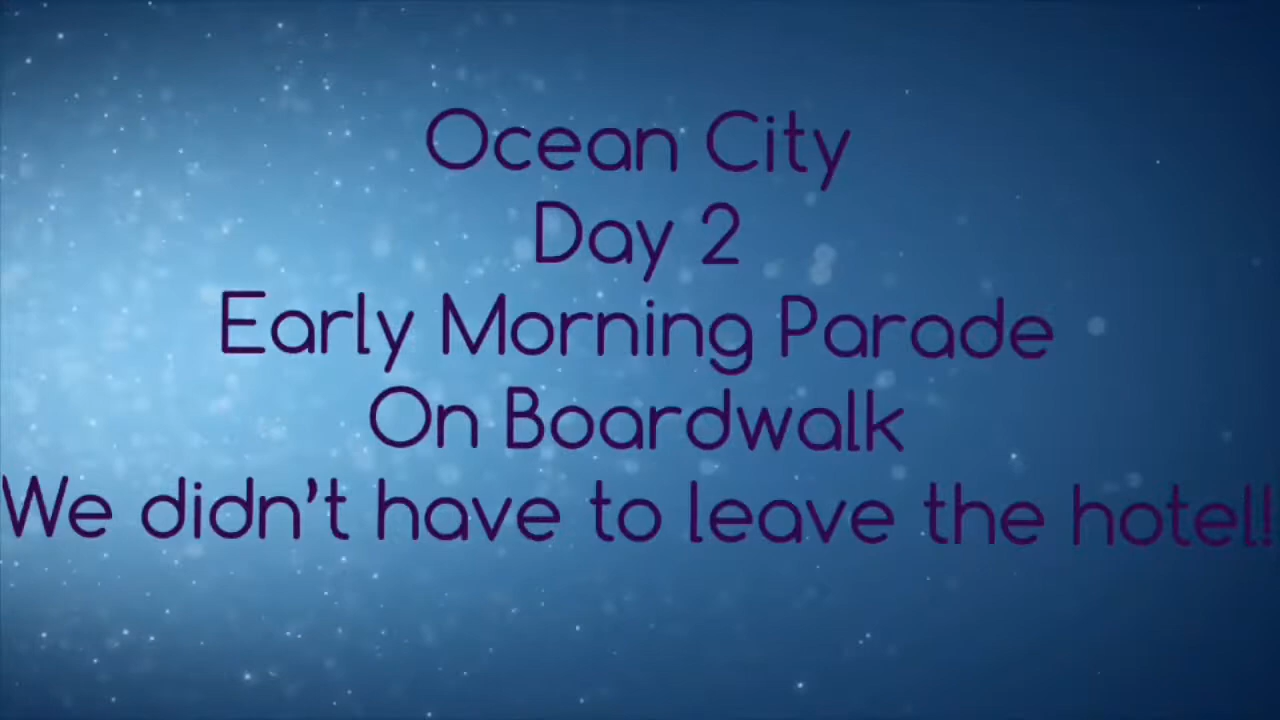 Ocean City
Day 2
Early Morning Parade
On Boardwalk
We didn’t have to leave the hotel!